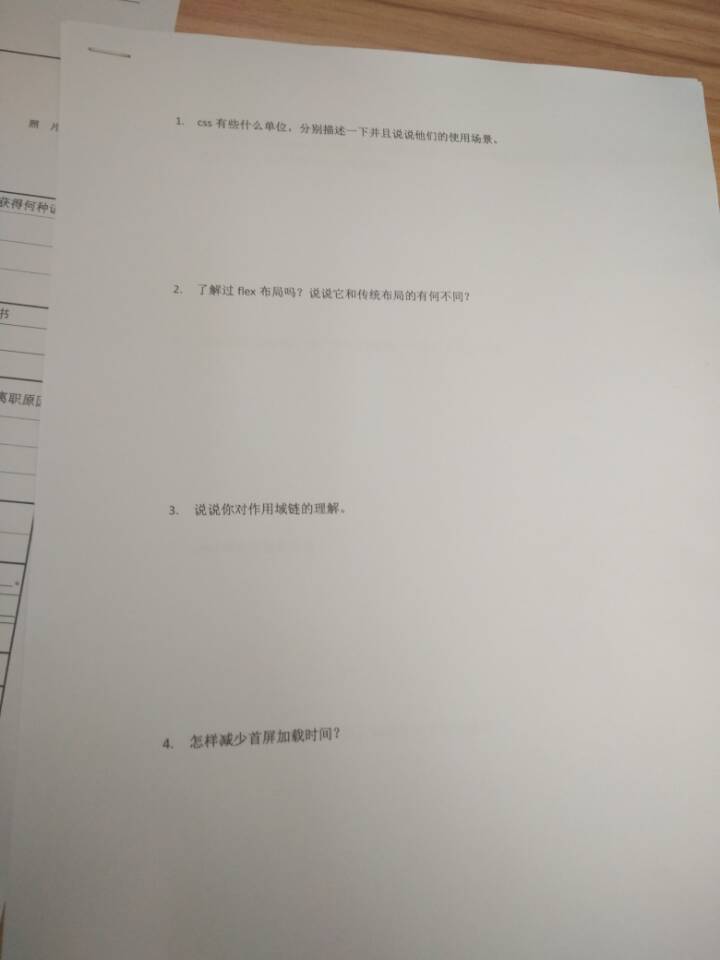 照 片
获得何种
书
离职原因
1. css 有些什么单位，分别描述一下并且说说他们的使用场景。
2. 了解过 flex 布局吗？说说它和传统布局的有何不同？
3. 说说你对作用域链的理解。
4. 怎样减少首屏加载时间？